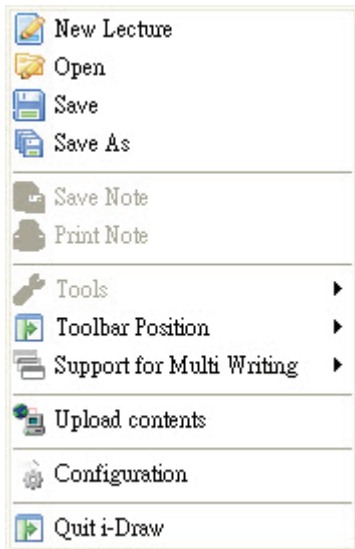 New Lecture
Open
Save
Save As
Save Note
Print Note
Tools
Toolbar Position
Support for Multi Writing
Upload contents
Configuration
Quit i-Draw